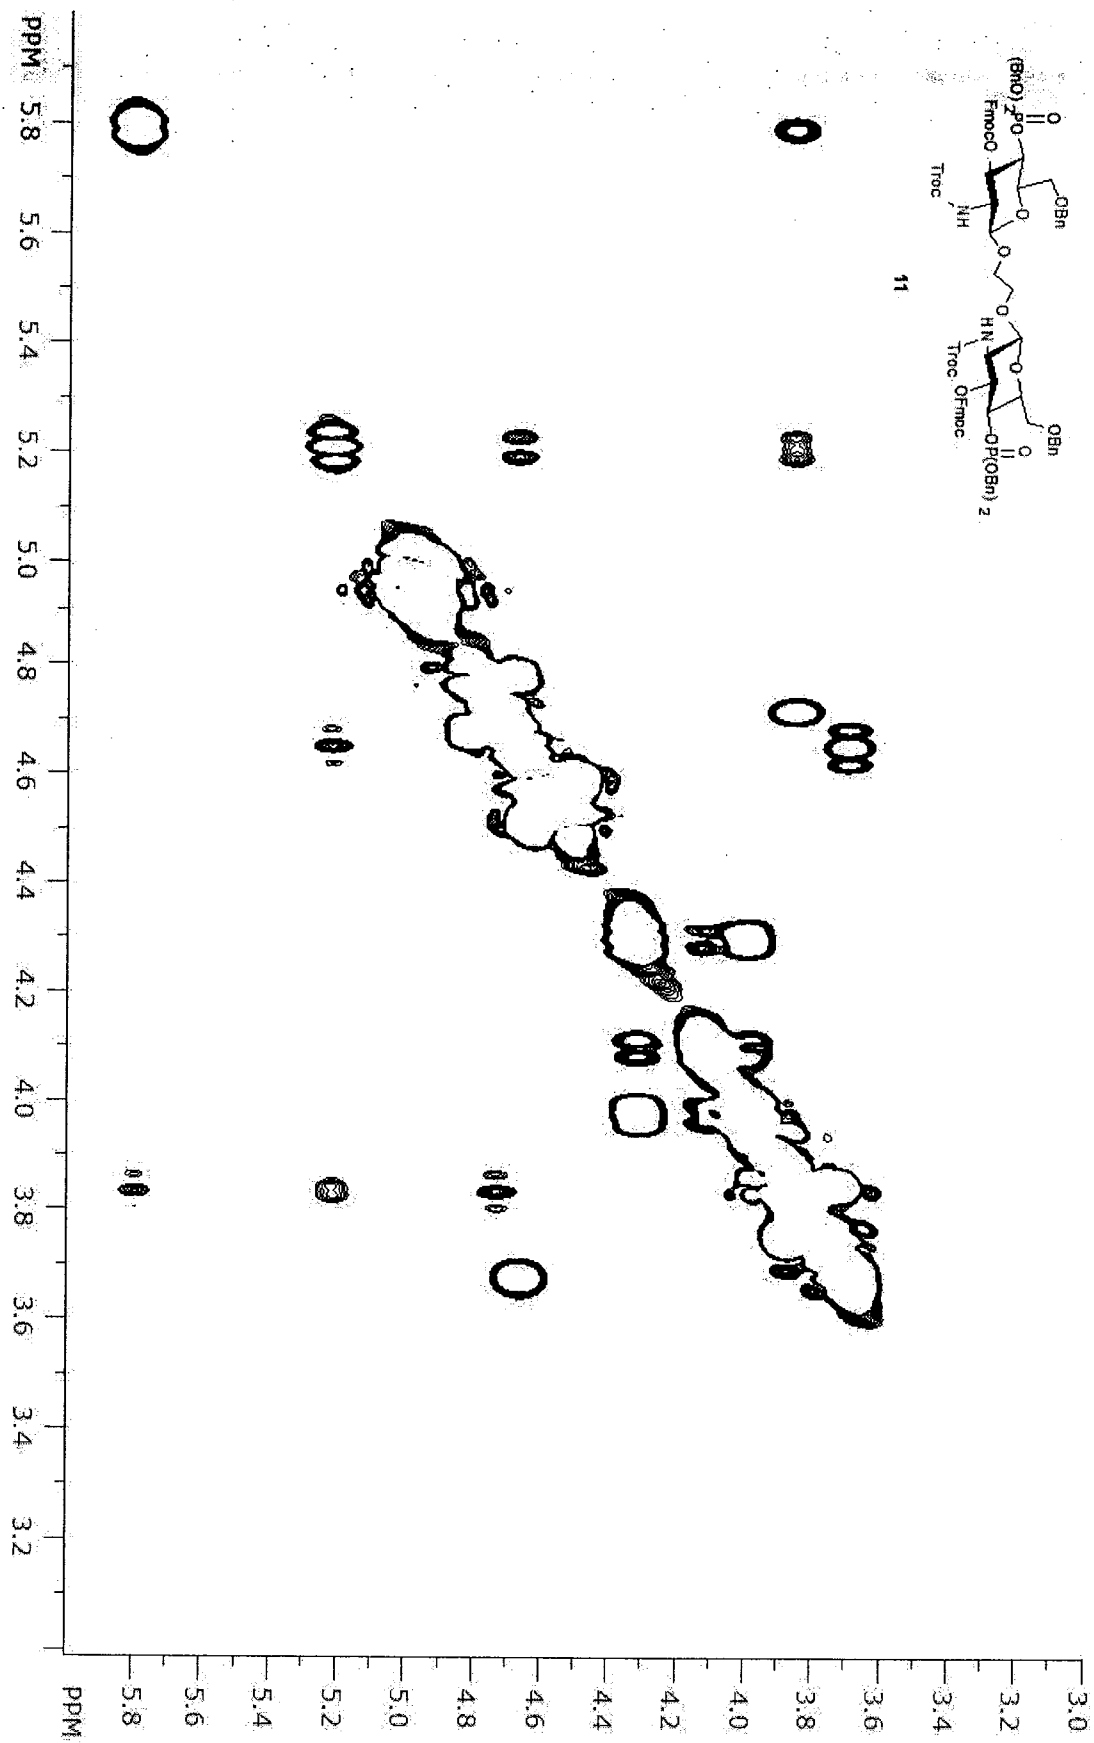 O
||
(BnO)2PO
OBn
FmocO
O
Troc
NH
O
O
HN
O
Troc
OFmoc
OBn
O
||
OP(OBn)2
11
PPM 5.8 5.6 5.4 5.2 5.0 4.8 4.6 4.4 4.2 4.0 3.8 3.6 3.4 3.2
3.0
3.2
3.4
3.6
3.8
4.0
4.2
4.4
4.6
4.8
5.0
5.2
5.4
5.6
5.8
PPM